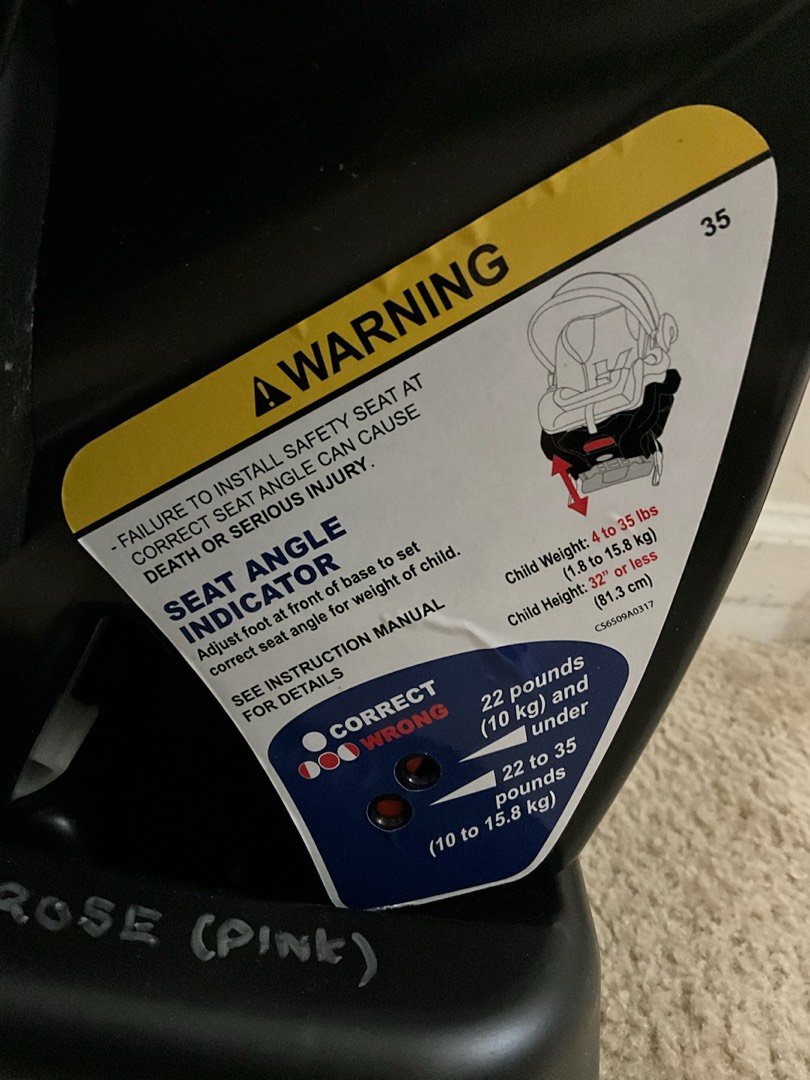 WARNING
35
- FAILURE TO INSTALL SAFETY SEAT AT
CORRECT SEAT ANGLE CAN CAUSE
DEATH OR SERIOUS INJURY.
SEAT ANGLE
INDICATOR
Adjust foot at front of base to set
correct seat angle for weight of child.
SEE INSTRUCTION MANUAL
FOR DETAILS
Child Weight: 4 to 35 lbs
(1.8 to 15.8 kg)
Child Height: 32" or less
(81.3 cm)
CS6509A0317
CORRECT
WRONG
22 pounds
(10 kg) and
under
22 to 35
pounds
(10 to 15.8 kg)
ROSE (PINK)